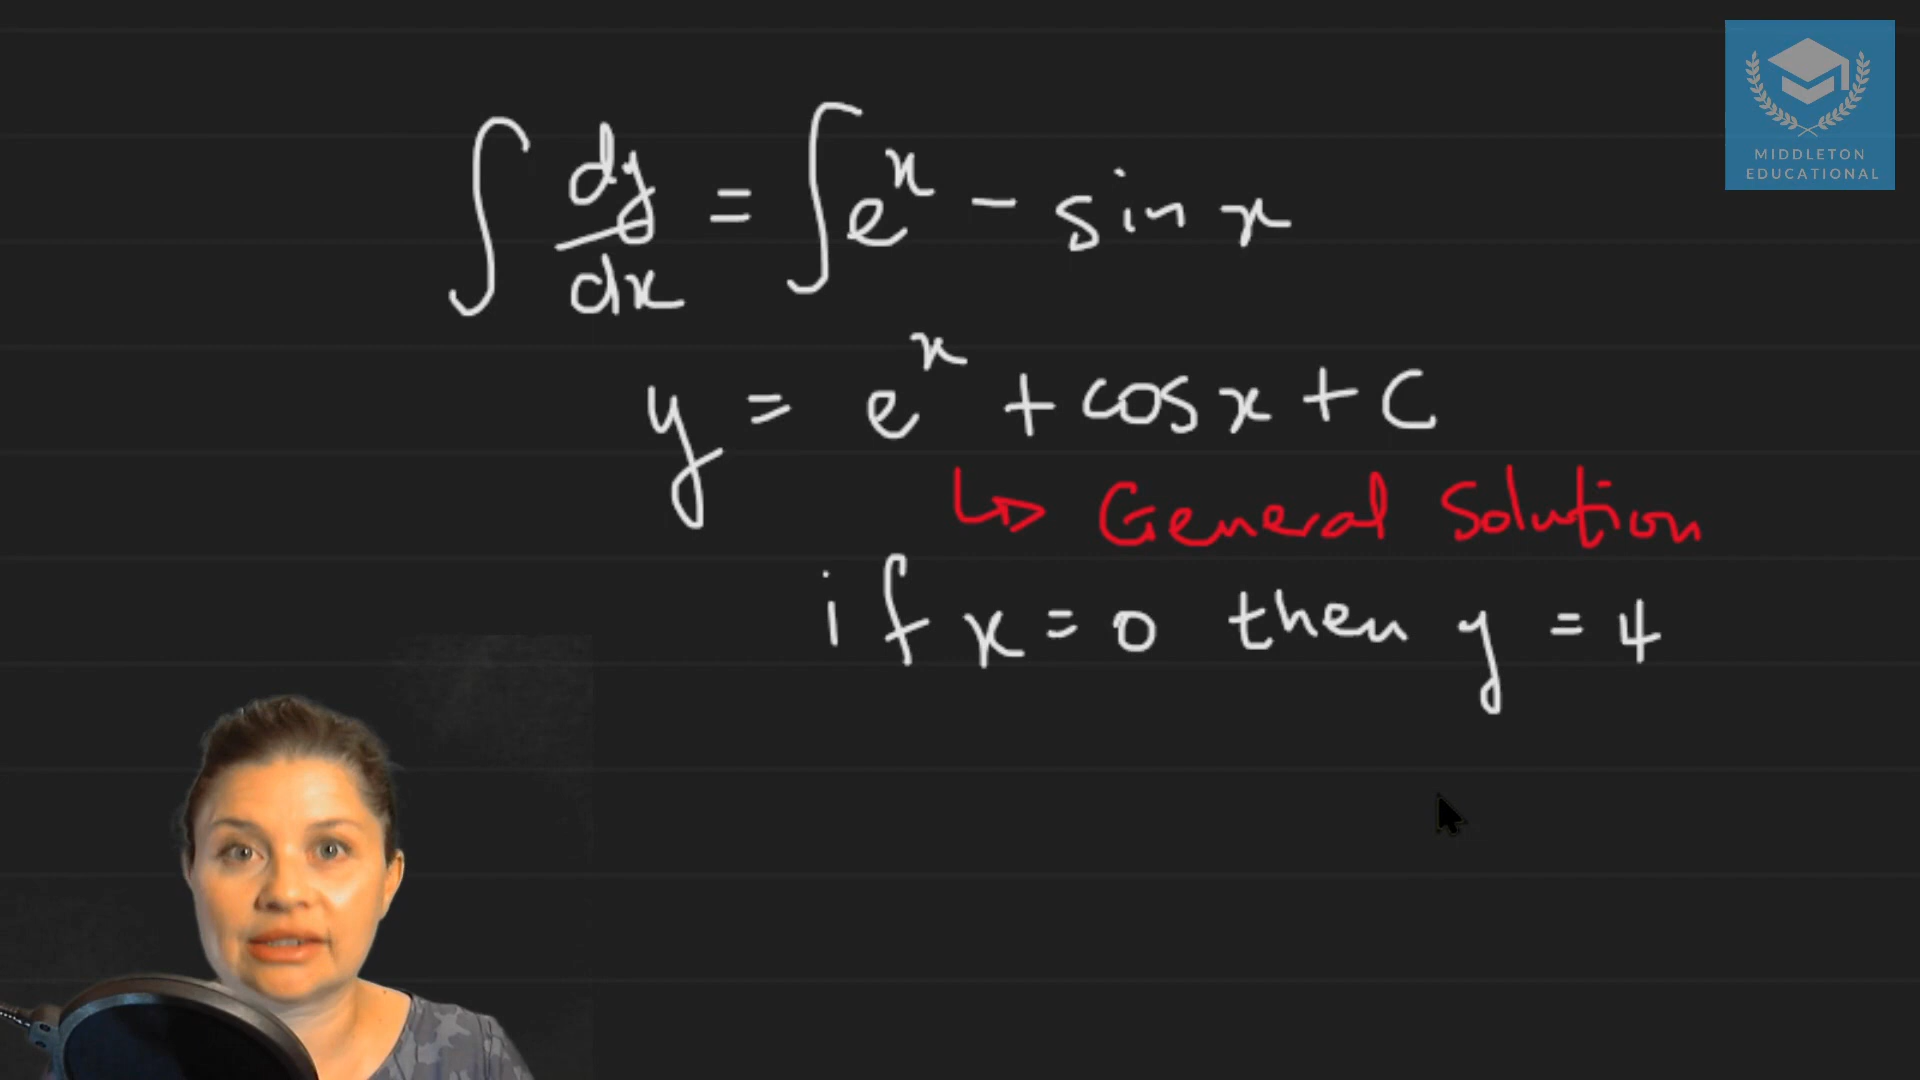 MIDDLETON
EDUCATIONAL
∫ dy/dx = ∫ e^x - sin x
y = e^x + cos x + C
↳ General Solution
if x = 0 then y = 4